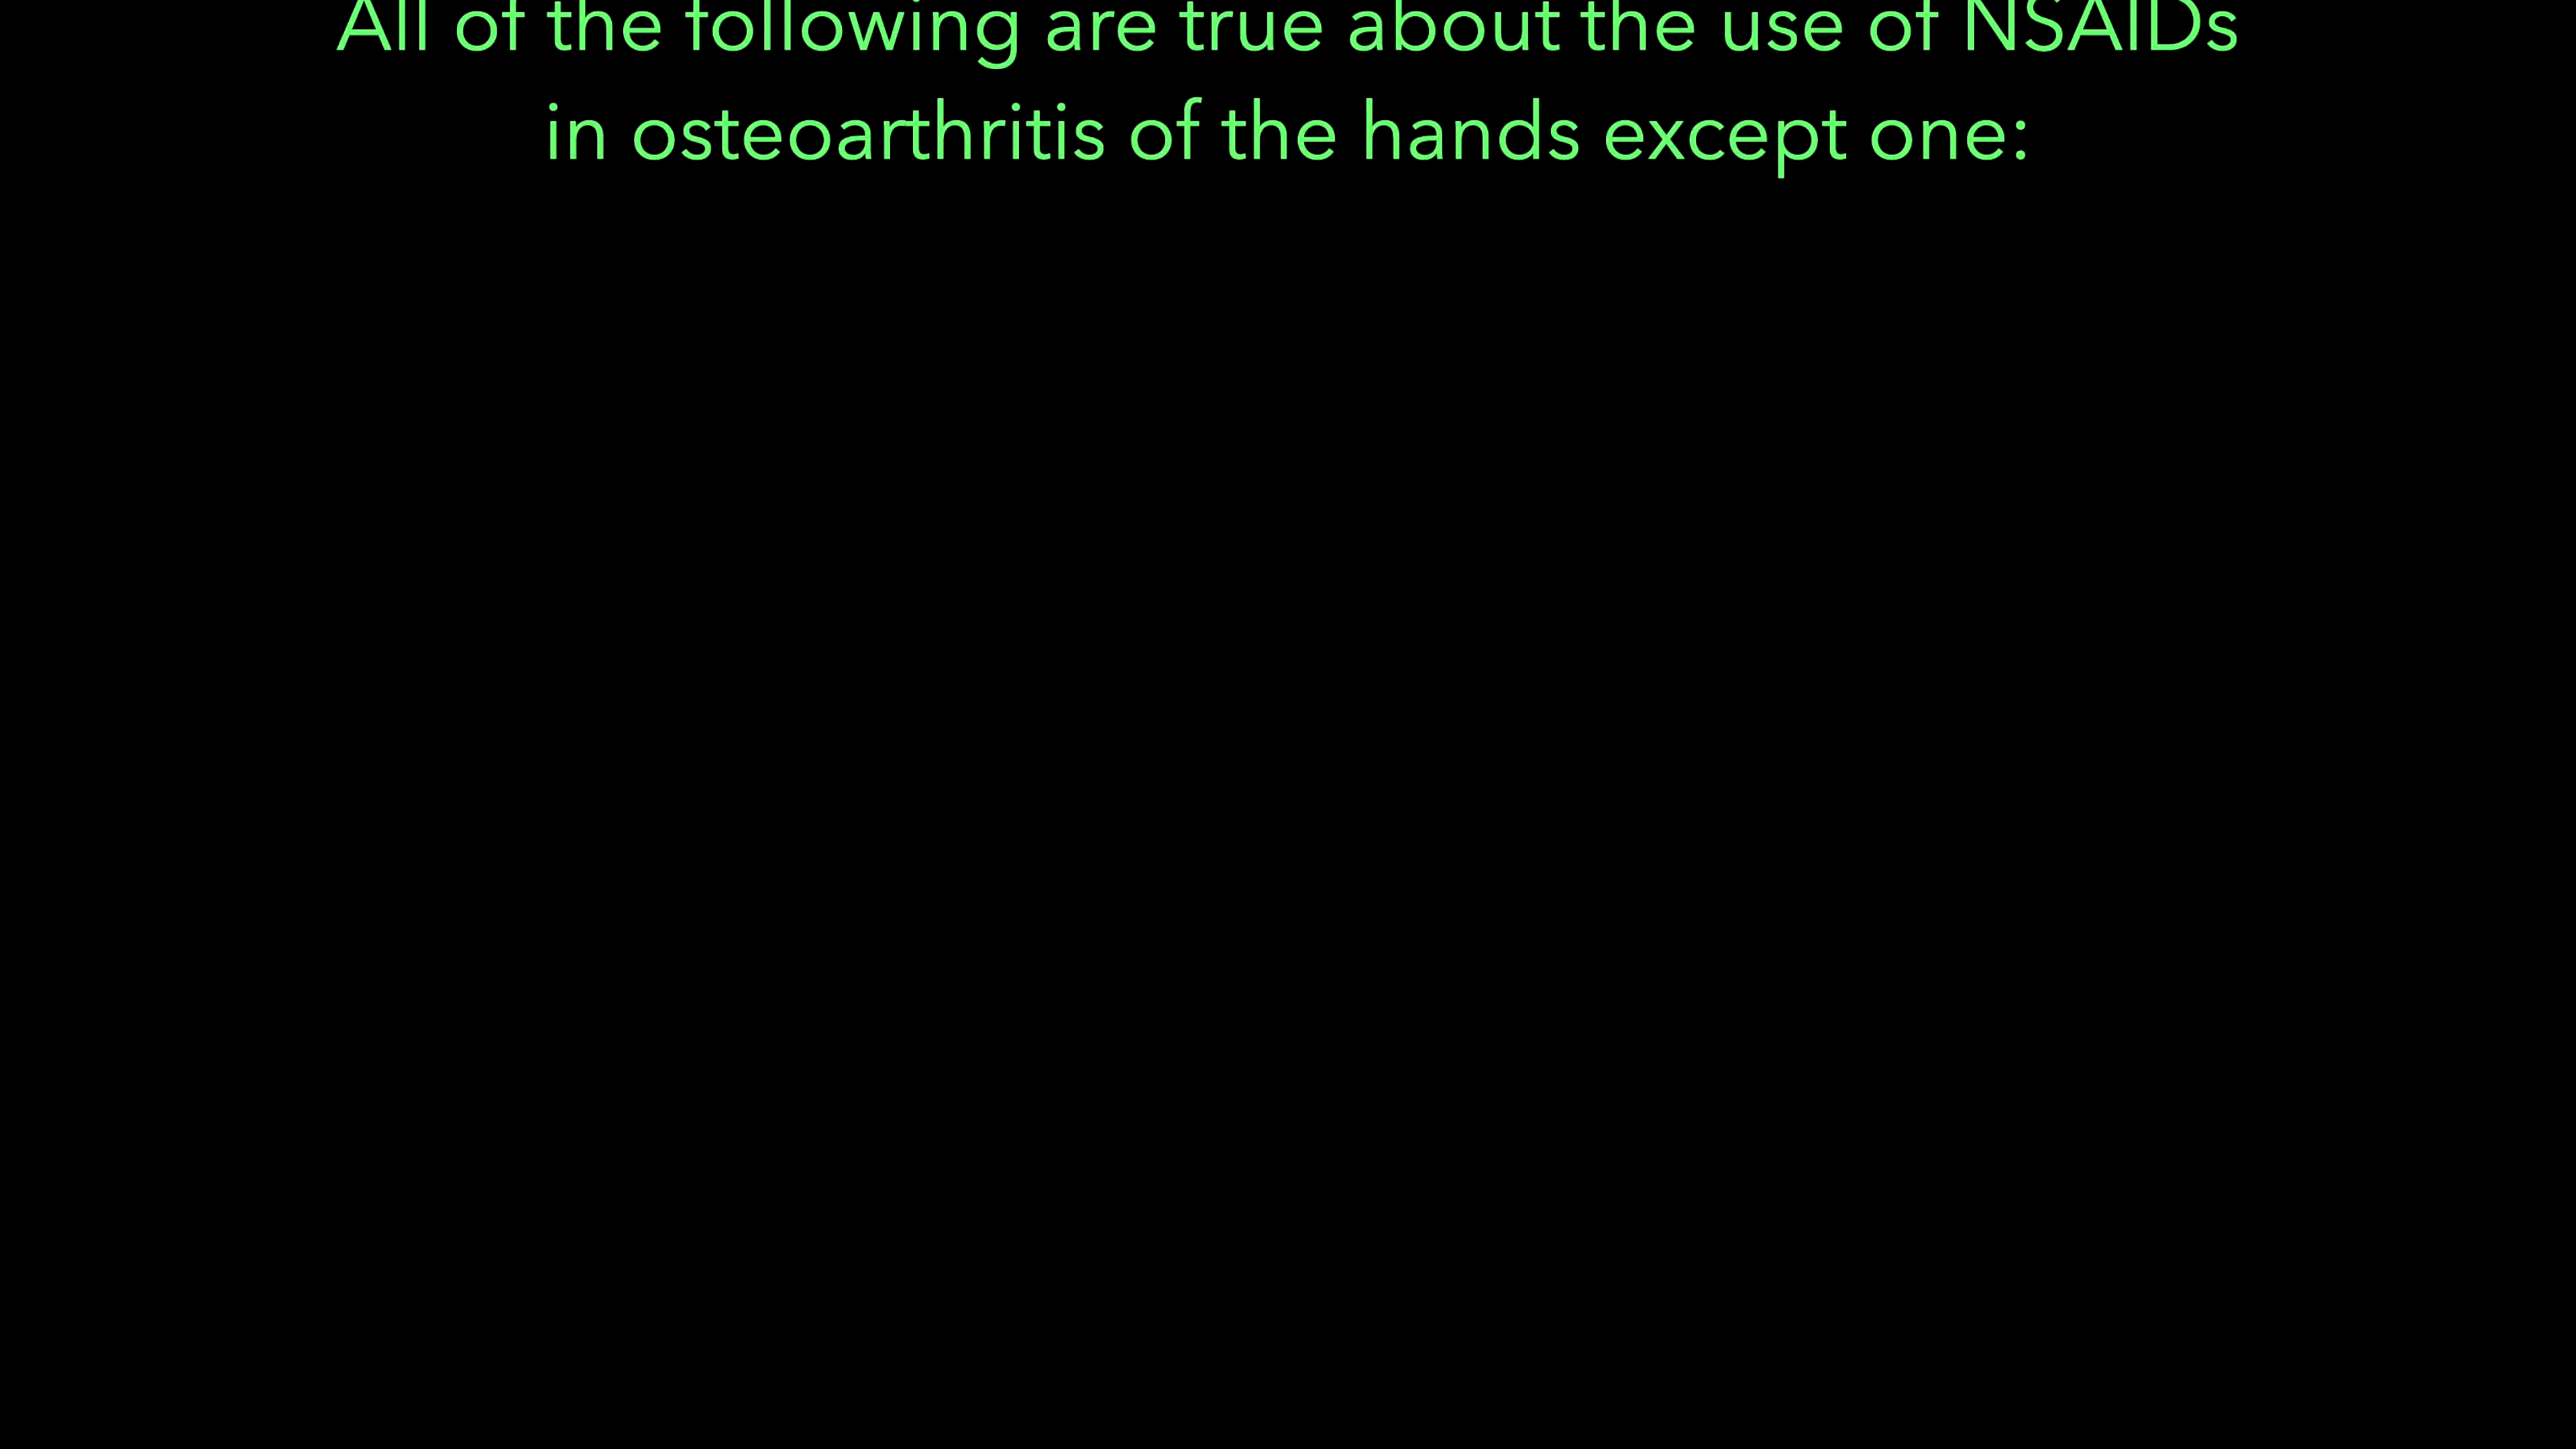 All of the following are true about the use of NSAIDs
in osteoarthritis of the hands except one: